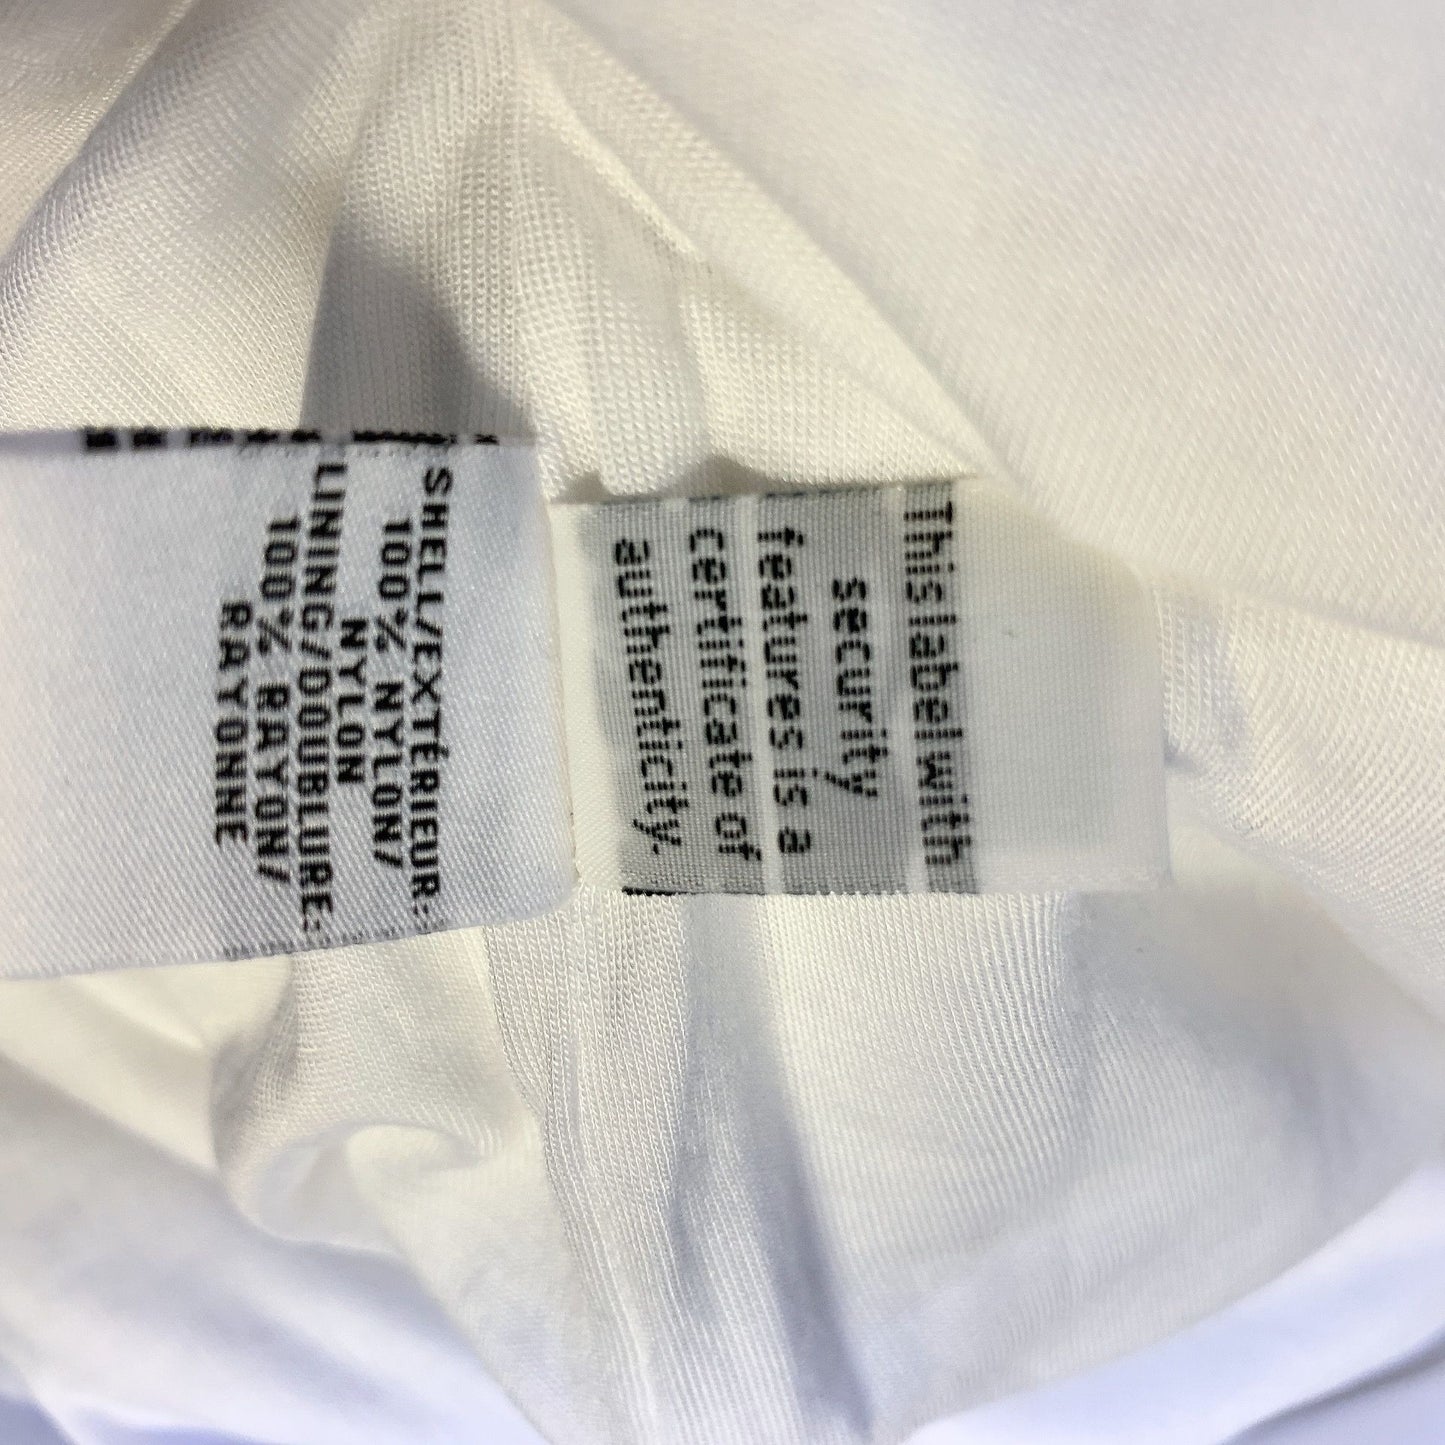 SHELL/EXTÉRIEUR:
100% NYLON/
NYLON
LINING/DOUBLURE:
100% RAYON/
RAYONNE
This label with
security
features is a
certificate of
authenticity.